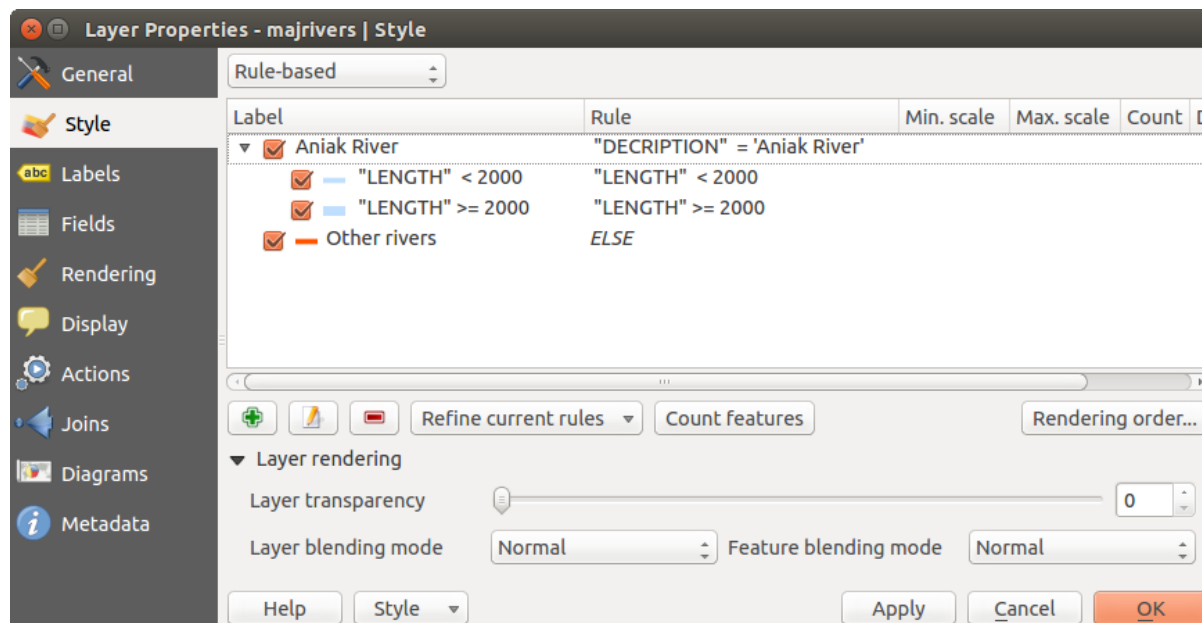 Layer Properties - majrivers | Style
General
Style
Labels
Fields
Rendering
Display
Actions
Joins
Diagrams
Metadata
Rule-based
Label Rule Min. scale Max. scale Count
Aniak River "DECRIPTION" = 'Aniak River'
"LENGTH" < 2000 "LENGTH" < 2000
"LENGTH" >= 2000 "LENGTH" >= 2000
Other rivers ELSE
Refine current rules Count features Rendering order...
Layer rendering
Layer transparency 0
Layer blending mode Normal Feature blending mode Normal
Help Style Apply Cancel OK
abc